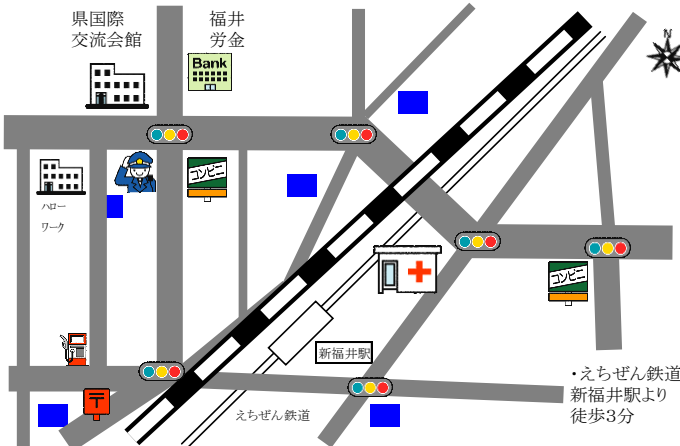 県国際
交流会館
福井
労金
Bank
N
コンビニ
ハロー
ワーク
コンビニ
新福井駅
えちぜん鉄道
〒
・えちぜん鉄道
新福井駅より
徒歩3分